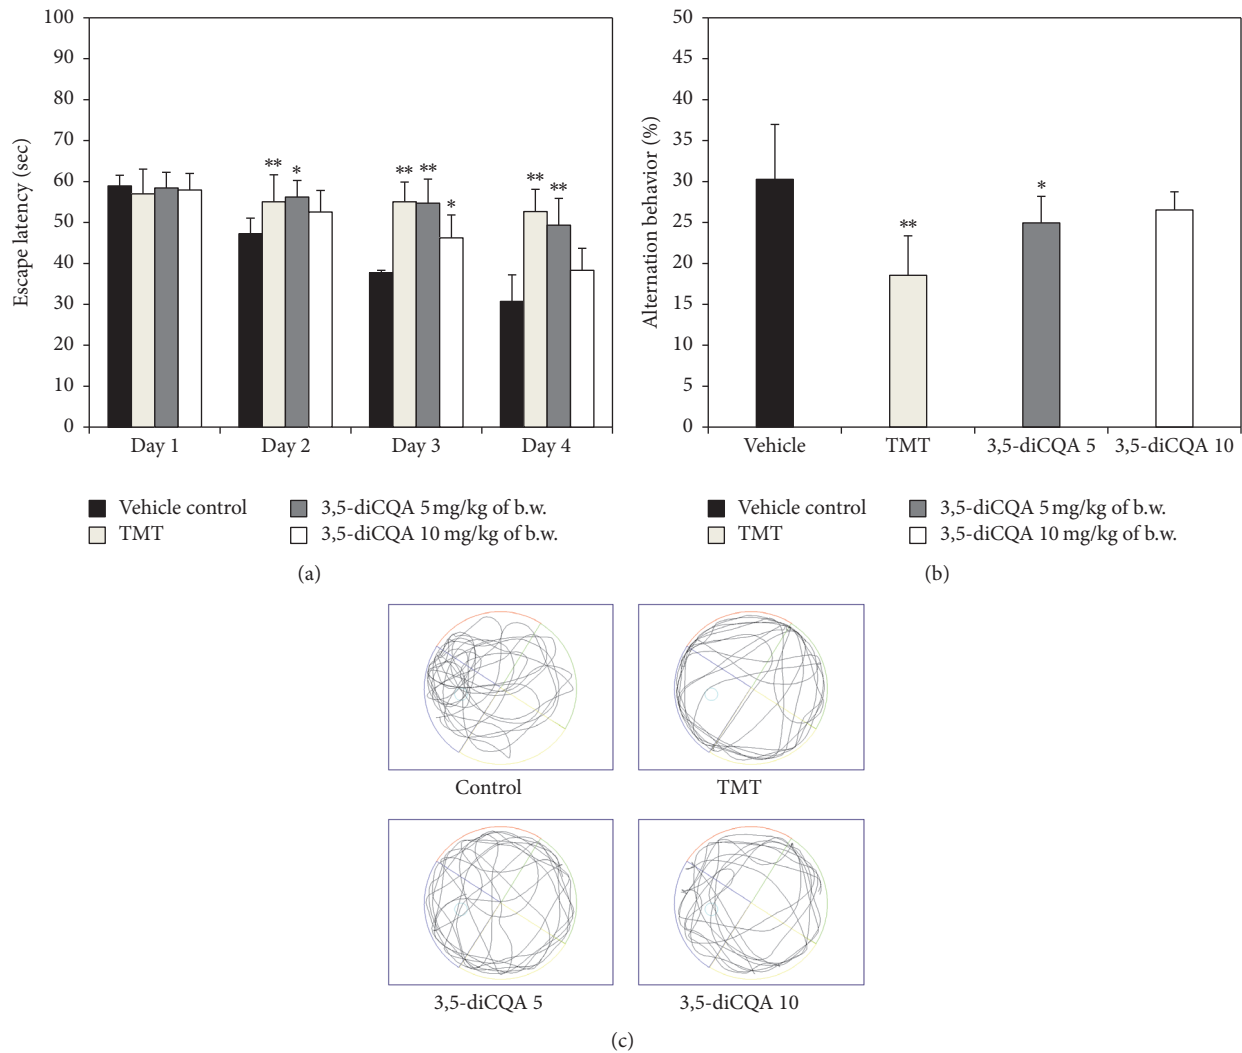 100
90
80
70
60
50
40
30
20
10
0
Escape latency (sec)
** *
** ** *
** **
Day 1 Day 2 Day 3 Day 4
Vehicle control
TMT
3,5-diCQA 5 mg/kg of b.w.
3,5-diCQA 10 mg/kg of b.w.
(a)
50
45
40
35
30
25
20
15
10
5
0
Alternation behavior (%)
**
*
Vehicle TMT 3,5-diCQA 5 3,5-diCQA 10
Vehicle control
TMT
3,5-diCQA 5 mg/kg of b.w.
3,5-diCQA 10 mg/kg of b.w.
(b)
Control TMT
3,5-diCQA 5 3,5-diCQA 10
(c)